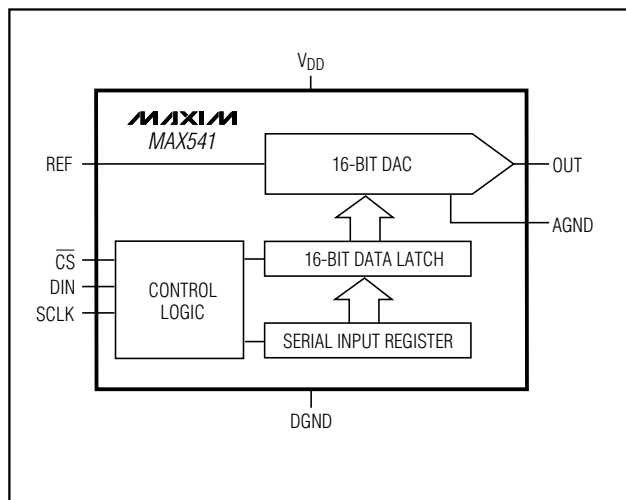 VDD
MAXIM
MAX541
REF
16-BIT DAC
OUT
AGND
CS
16-BIT DATA LATCH
DIN
CONTROL
LOGIC
SCLK
SERIAL INPUT REGISTER
DGND